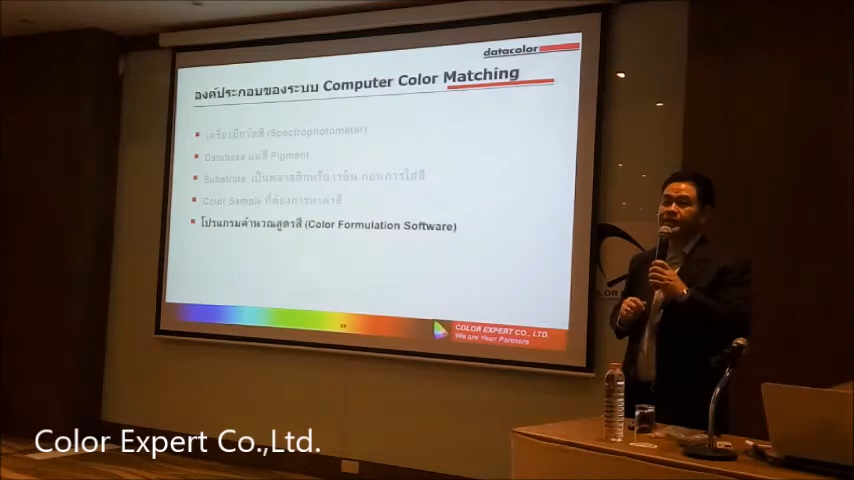 datacolor
องค์ประกอบของระบบ Computer Color Matching
เครื่องมือวัดสี (Spectrophotometer)
Database แม่สี Pigment
Substrate เป็นพลาสติกหรือ เรซิ่น ก่อนการใส่สี
Color Sample ที่ต้องการหาค่าสี
โปรแกรมคำนวณสูตรสี (Color Formulation Software)
COLOR EXPERT CO., LTD
We are Your Partners
Color Expert Co.,Ltd.